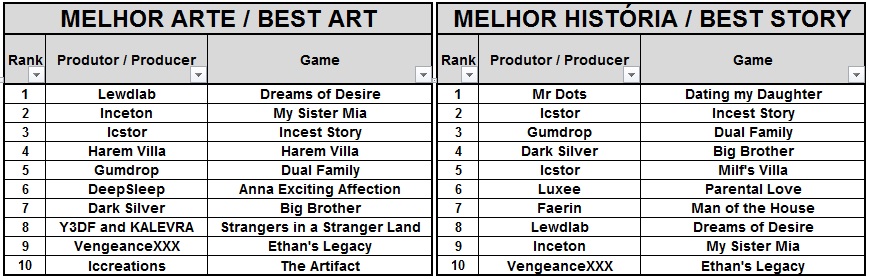 MELHOR ARTE / BEST ART
Rank Produtor / Producer Game
1 Lewdlab Dreams of Desire
2 Inceton My Sister Mia
3 Icstor Incest Story
4 Harem Villa Harem Villa
5 Gumdrop Dual Family
6 DeepSleep Anna Exciting Affection
7 Dark Silver Big Brother
8 Y3DF and KALEVRA Strangers in a Stranger Land
9 VengeanceXXX Ethan's Legacy
10 Iccreations The Artifact
MELHOR HISTÓRIA / BEST STORY
Rank Produtor / Producer Game
1 Mr Dots Dating my Daughter
2 Icstor Incest Story
3 Gumdrop Dual Family
4 Dark Silver Big Brother
5 Icstor Milf's Villa
6 Luxee Parental Love
7 Faerin Man of the House
8 Lewdlab Dreams of Desire
9 Inceton My Sister Mia
10 VengeanceXXX Ethan's Legacy